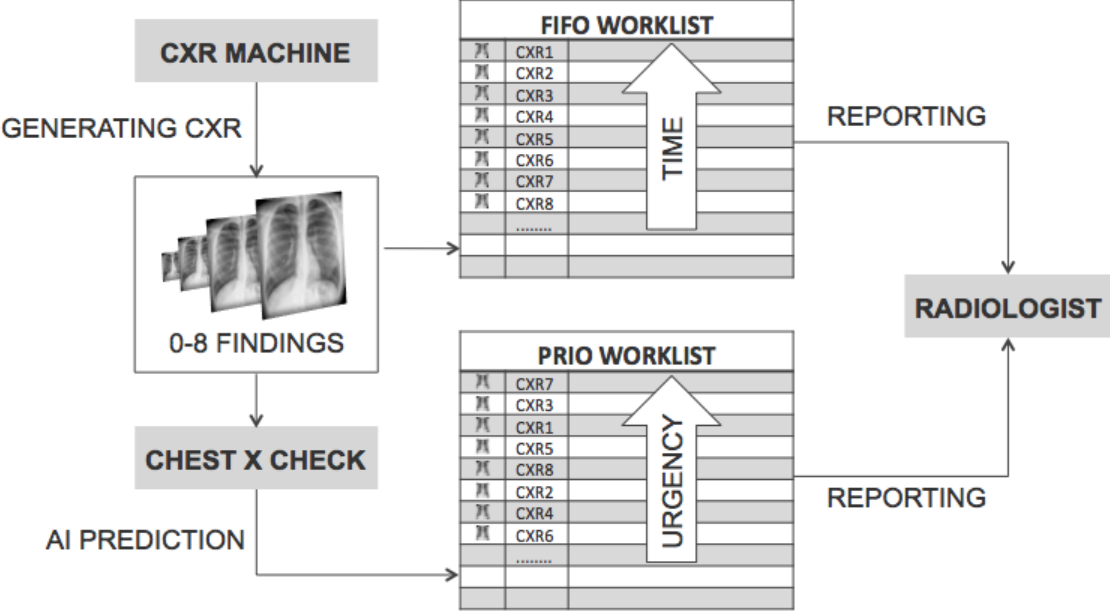 CXR MACHINE
GENERATING CXR
0-8 FINDINGS
CHEST X CHECK
AI PREDICTION
FIFO WORKLIST
CXR1
CXR2
CXR3
CXR4
CXR5
CXR6
CXR7
CXR8
........
TIME
PRIO WORKLIST
CXR7
CXR3
CXR1
CXR5
CXR8
CXR2
CXR4
CXR6
........
URGENCY
REPORTING
RADIOLOGIST
REPORTING